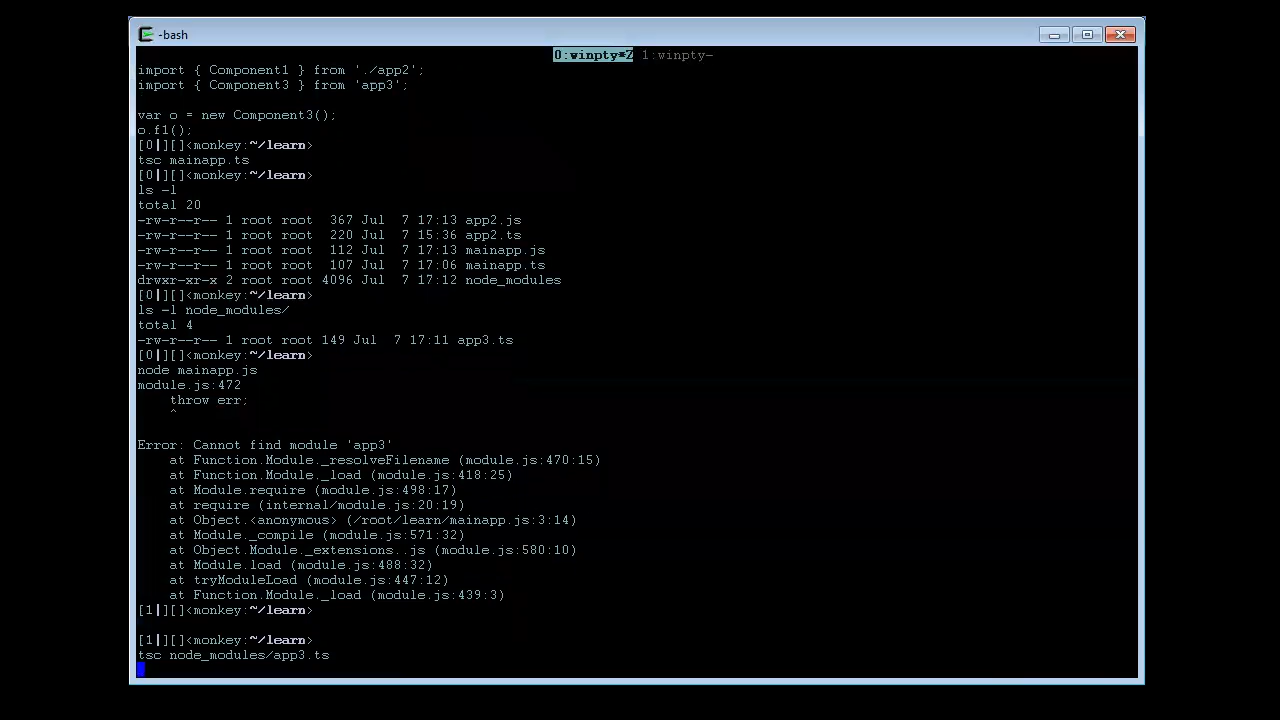 -bash
0:winpty*Z 1:winpty-
import { Component1 } from './app2';
import { Component3 } from 'app3';
var o = new Component3();
o.f1();
[0|][]<monkey:~/learn>
tsc mainapp.ts
[0|][]<monkey:~/learn>
ls -l
total 20
-rw-r--r-- 1 root root  367 Jul  7 17:13 app2.js
-rw-r--r-- 1 root root  220 Jul  7 15:36 app2.ts
-rw-r--r-- 1 root root  112 Jul  7 17:13 mainapp.js
-rw-r--r-- 1 root root  107 Jul  7 17:06 mainapp.ts
drwxr-xr-x 2 root root 4096 Jul  7 17:12 node_modules
[0|][]<monkey:~/learn>
ls -l node_modules/
total 4
-rw-r--r-- 1 root root 149 Jul  7 17:11 app3.ts
[0|][]<monkey:~/learn>
node mainapp.js
module.js:472
    throw err;
    ^
Error: Cannot find module 'app3'
    at Function.Module._resolveFilename (module.js:470:15)
    at Function.Module._load (module.js:418:25)
    at Module.require (module.js:498:17)
    at require (internal/module.js:20:19)
    at Object.<anonymous> (/root/learn/mainapp.js:3:14)
    at Module._compile (module.js:571:32)
    at Object.Module._extensions..js (module.js:580:10)
    at Module.load (module.js:488:32)
    at tryModuleLoad (module.js:447:12)
    at Function.Module._load (module.js:439:3)
[1|][]<monkey:~/learn>
[1|][]<monkey:~/learn>
tsc node_modules/app3.ts